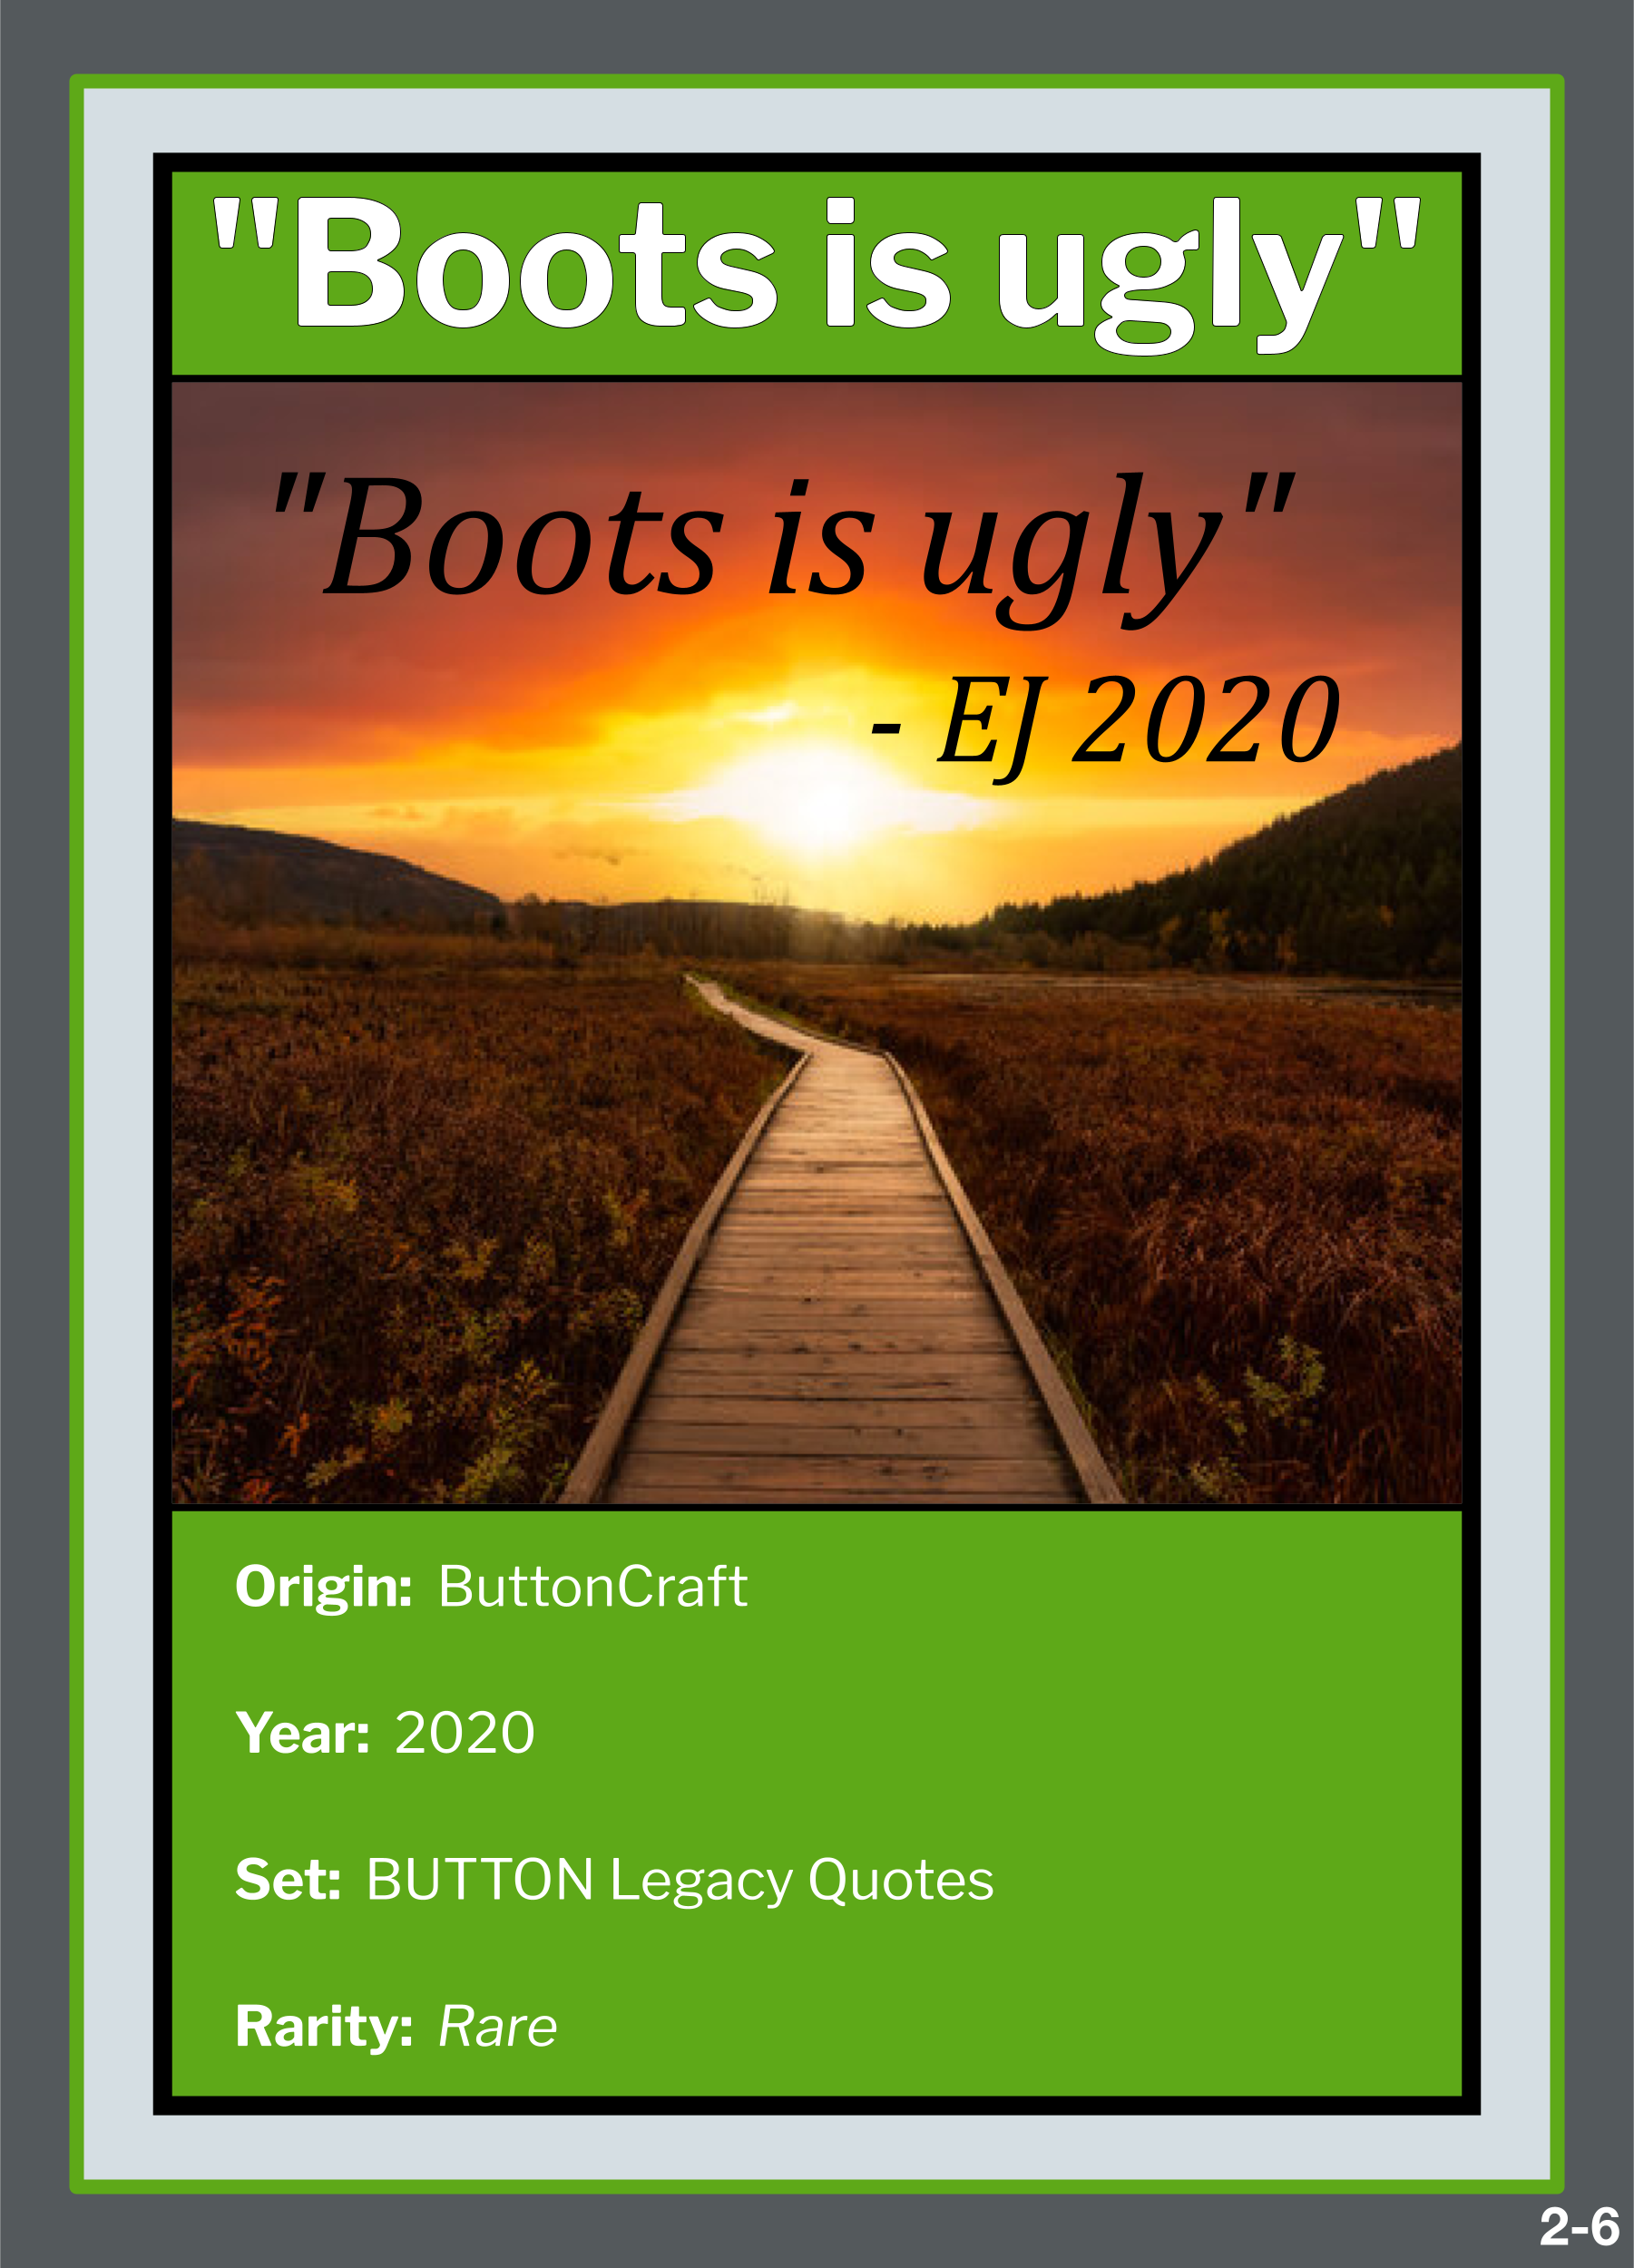 "Boots is ugly"
"Boots is ugly"
- EJ 2020
Origin: ButtonCraft
Year: 2020
Set: BUTTON Legacy Quotes
Rarity: Rare
2-6